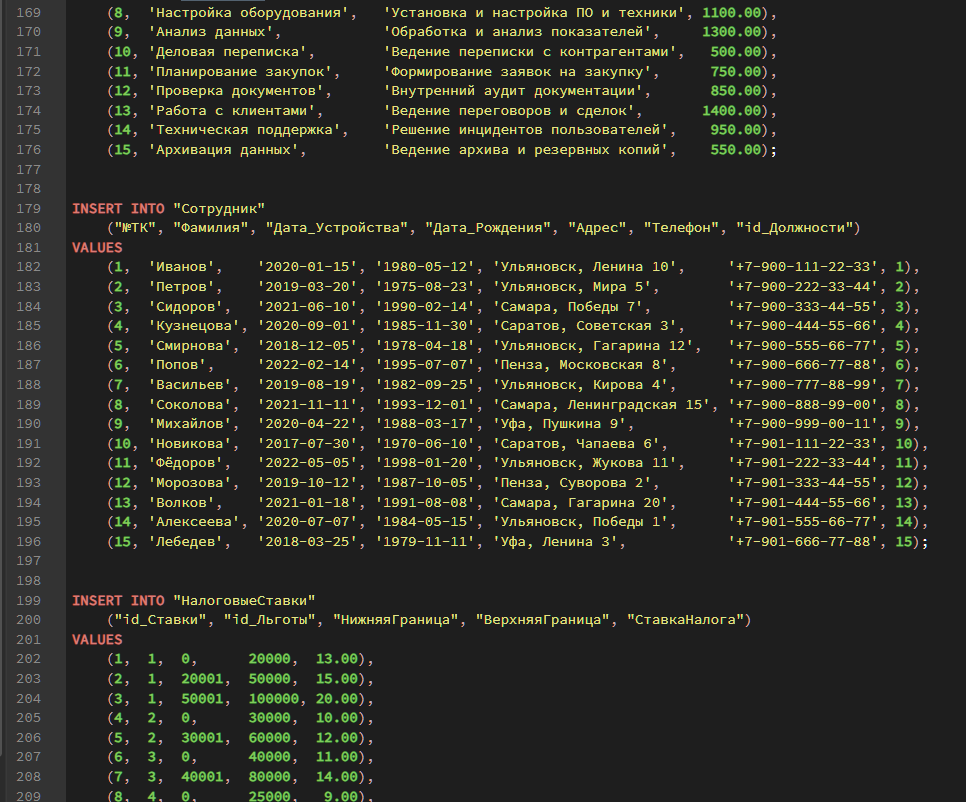 169 (8, 'Настройка оборудования', 'Установка и настройка ПО и техники', 1100.00),
170 (9, 'Анализ данных', 'Обработка и анализ показателей', 1300.00),
171 (10, 'Деловая переписка', 'Ведение переписки с контрагентами', 500.00),
172 (11, 'Планирование закупок', 'Формирование заявок на закупку', 750.00),
173 (12, 'Проверка документов', 'Внутренний аудит документации', 850.00),
174 (13, 'Работа с клиентами', 'Ведение переговоров и сделок', 1400.00),
175 (14, 'Техническая поддержка', 'Решение инцидентов пользователей', 950.00),
176 (15, 'Архивация данных', 'Ведение архива и резервных копий', 550.00);
177
178
179 INSERT INTO "Сотрудник"
180 ("№ТК", "Фамилия", "Дата_Устройства", "Дата_Рождения", "Адрес", "Телефон", "id_Должности")
181 VALUES
182 (1, 'Иванов', '2020-01-15', '1980-05-12', 'Ульяновск, Ленина 10', '+7-900-111-22-33', 1),
183 (2, 'Петров', '2019-03-20', '1975-08-23', 'Ульяновск, Мира 5', '+7-900-222-33-44', 2),
184 (3, 'Сидоров', '2021-06-10', '1990-02-14', 'Самара, Победы 7', '+7-900-333-44-55', 3),
185 (4, 'Кузнецова', '2020-09-01', '1985-11-30', 'Саратов, Советская 3', '+7-900-444-55-66', 4),
186 (5, 'Смирнова', '2018-12-05', '1978-04-18', 'Ульяновск, Гагарина 12', '+7-900-555-66-77', 5),
187 (6, 'Попов', '2022-02-14', '1995-07-07', 'Пенза, Московская 8', '+7-900-666-77-88', 6),
188 (7, 'Васильев', '2019-08-19', '1982-09-25', 'Ульяновск, Кирова 4', '+7-900-777-88-99', 7),
189 (8, 'Соколова', '2021-11-11', '1993-12-01', 'Самара, Ленинградская 15', '+7-900-888-99-00', 8),
190 (9, 'Михайлов', '2020-04-22', '1988-03-17', 'Уфа, Пушкина 9', '+7-900-999-00-11', 9),
191 (10, 'Новикова', '2017-07-30', '1970-06-10', 'Саратов, Чапаева 6', '+7-901-111-22-33', 10),
192 (11, 'Фёдоров', '2022-05-05', '1998-01-20', 'Ульяновск, Жукова 11', '+7-901-222-33-44', 11),
193 (12, 'Морозова', '2019-10-12', '1987-10-05', 'Пенза, Суворова 2', '+7-901-333-44-55', 12),
194 (13, 'Волков', '2021-01-18', '1991-08-08', 'Самара, Гагарина 20', '+7-901-444-55-66', 13),
195 (14, 'Алексеева', '2020-07-07', '1984-05-15', 'Ульяновск, Победы 1', '+7-901-555-66-77', 14),
196 (15, 'Лебедев', '2018-03-25', '1979-11-11', 'Уфа, Ленина 3', '+7-901-666-77-88', 15);
197
198
199 INSERT INTO "НалоговыеСтавки"
200 ("id_Ставки", "id_Льготы", "НижняяГраница", "ВерхняяГраница", "СтавкаНалога")
201 VALUES
202 (1, 1, 0, 20000, 13.00),
203 (2, 1, 20001, 50000, 15.00),
204 (3, 1, 50001, 100000, 20.00),
205 (4, 2, 0, 30000, 10.00),
206 (5, 2, 30001, 60000, 12.00),
207 (6, 3, 0, 40000, 11.00),
208 (7, 3, 40001, 80000, 14.00),
209 (8, 4, 0, 25000, 9.00),